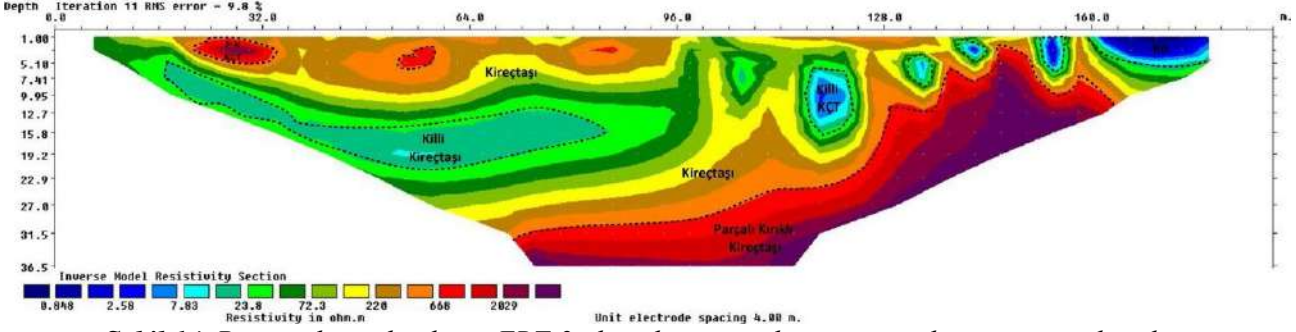 Depth Iteration 11 RMS error = 9.8 %
0.0 32.0 64.0 96.0 128.0 160.0 m.
1.00
5.10
7.41
9.95
12.7
15.8
19.2
22.9
27.0
31.5
36.5
Kireçtaşı
Killi
KÇT
Killi
Kireçtaşı
Kireçtaşı
Parçalı Kırıklı
Kireçtaşı
Inverse Model Resistivity Section
0.848 2.58 7.83 23.8 72.3 220 668 2029
Resistivity in ohm.m
Unit electrode spacing 4.00 m.